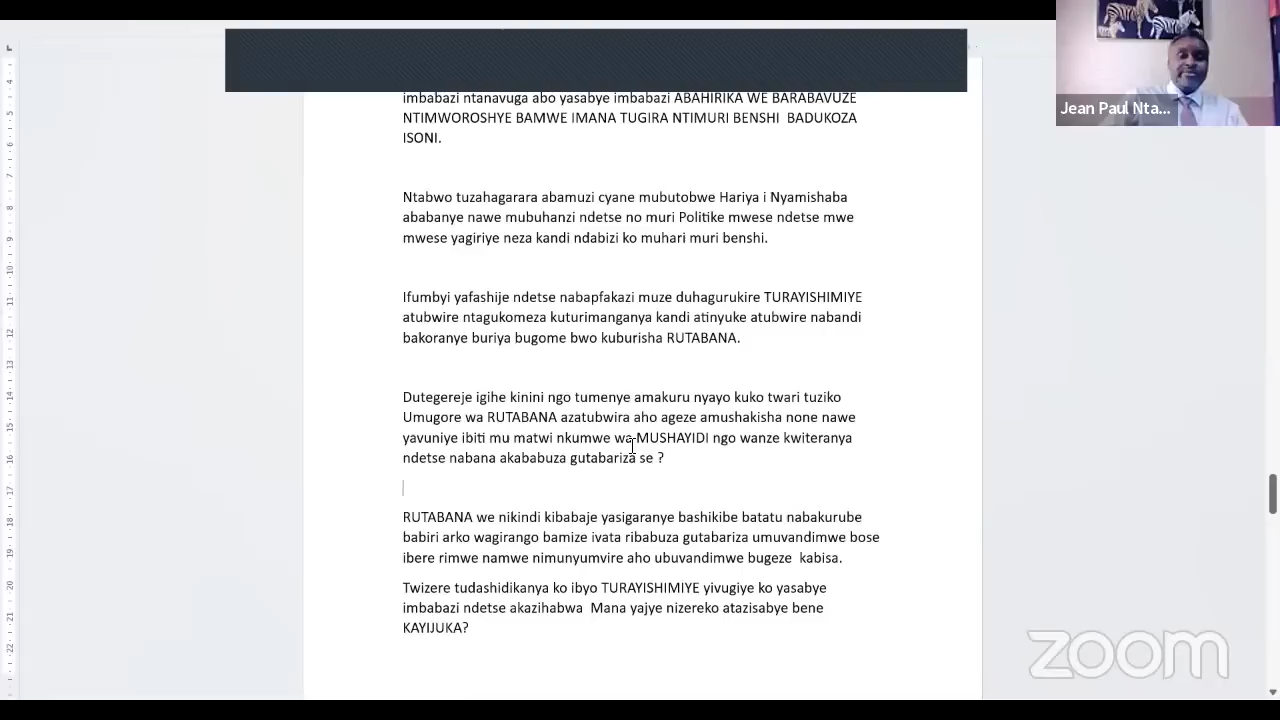 imbabazi ntanavuga abo yasabye imbabazi ABAHIRIKA WE BARABAVUZE
NTIMWOROSHYE BAMWE IMANA TUGIRA NTIMURI BENSHI  BADUKOZA
ISONI.
Ntabwo tuzahagarara abamuzi cyane mubutobwe Hariya i Nyamishaba
ababanye nawe mubuhanzi ndetse no muri Politike mwese ndetse mwe
mwese yagiriye neza kandi ndabizi ko muhari muri benshi.
Ifumbyi yafashije ndetse nabapfakazi muze duhagurukire TURAYISHIMIYE
atubwire ntagukomeza kuturimanganya kandi atinyuke atubwire nabandi
bakoranye buriya bugome bwo kuburisha RUTABANA.
Dutegereje igihe kinini ngo tumenye amakuru nyayo kuko twari tuziko
Umugore wa RUTABANA azatubwira aho ageze amushakisha none nawe
yavuniye ibiti mu matwi nkumwe wa MUSHAYIDI ngo wanze kwiteranya
ndetse nabana akababuza gutabariza se ?
RUTABANA we nikindi kibabaje yasigaranye bashikibe batatu nabakurube
babiri arko wagirango bamize ivata ribabuza gutabariza umuvandimwe bose
ibere rimwe namwe nimunyumvire aho ubuvandimwe bugeze  kabisa.
Twizere tudashidikanya ko ibyo TURAYISHIMIYE yivugiye ko yasabye
imbabazi ndetse akazihabwa  Mana yajye nizereko atazisabye bene
KAYIJUKA?
Jean Paul Nta...
zoom